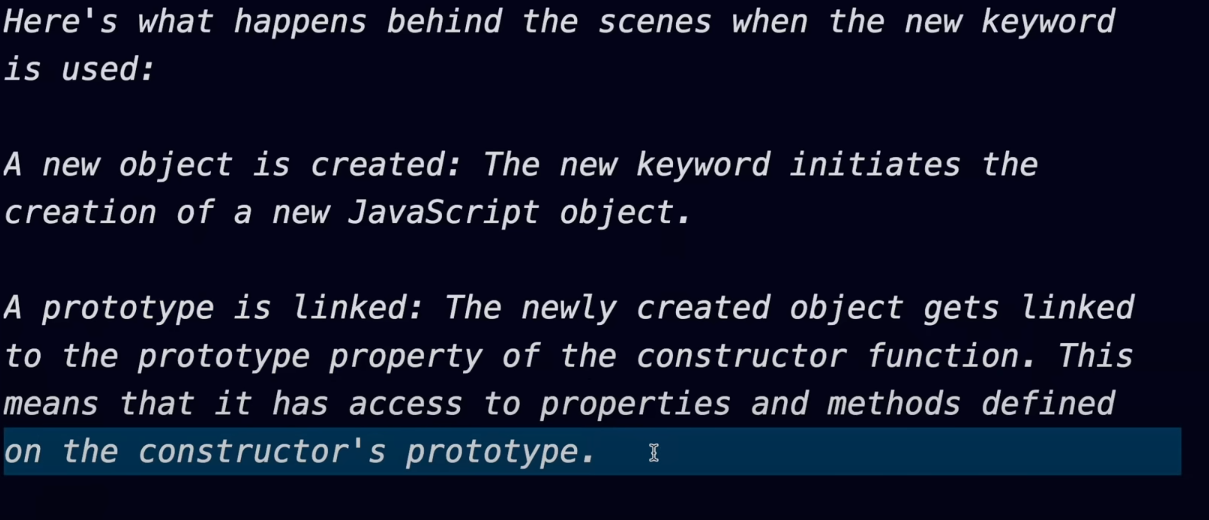 Here's what happens behind the scenes when the new keyword
is used:
A new object is created: The new keyword initiates the
creation of a new JavaScript object.
A prototype is linked: The newly created object gets linked
to the prototype property of the constructor function. This
means that it has access to properties and methods defined
on the constructor's prototype.